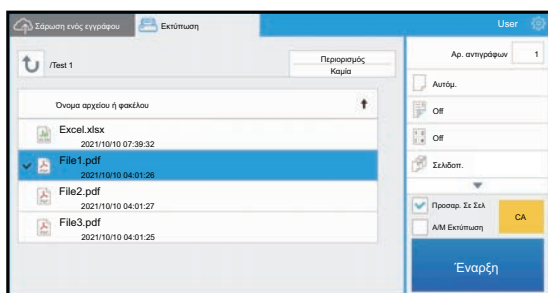 Σάρωση ενός εγγράφου
Εκτύπωση
User
/Test 1
Περιορισμός
Καμία
Όνομα αρχείου ή φακέλου
Excel.xlsx
2021/10/10 07:39:32
File1.pdf
2021/10/10 04:01:26
File2.pdf
2021/10/10 04:01:27
File3.pdf
2021/10/10 04:01:25
Αρ. αντιγράφων 1
Αυτόμ.
Off
Off
Σελιδοπ.
Προσαρ. Σε Σελ
Α/Μ Εκτύπωση
CA
Έναρξη